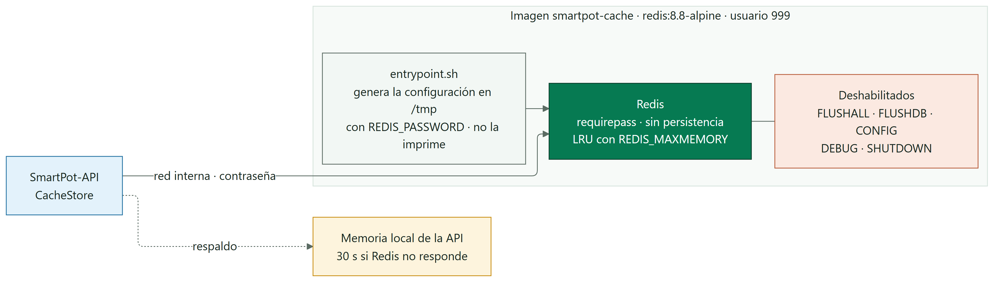 Imagen smartpot-cache · redis:8.8-alpine · usuario 999
entrypoint.sh
genera la configuración en
/tmp
con REDIS_PASSWORD · no la
imprime
Redis
requirepass · sin persistencia
LRU con REDIS_MAXMEMORY
Deshabilitados
FLUSHALL · FLUSHDB ·
CONFIG
DEBUG · SHUTDOWN
SmartPot-API
CacheStore
red interna · contraseña
respaldo
Memoria local de la API
30 s si Redis no responde